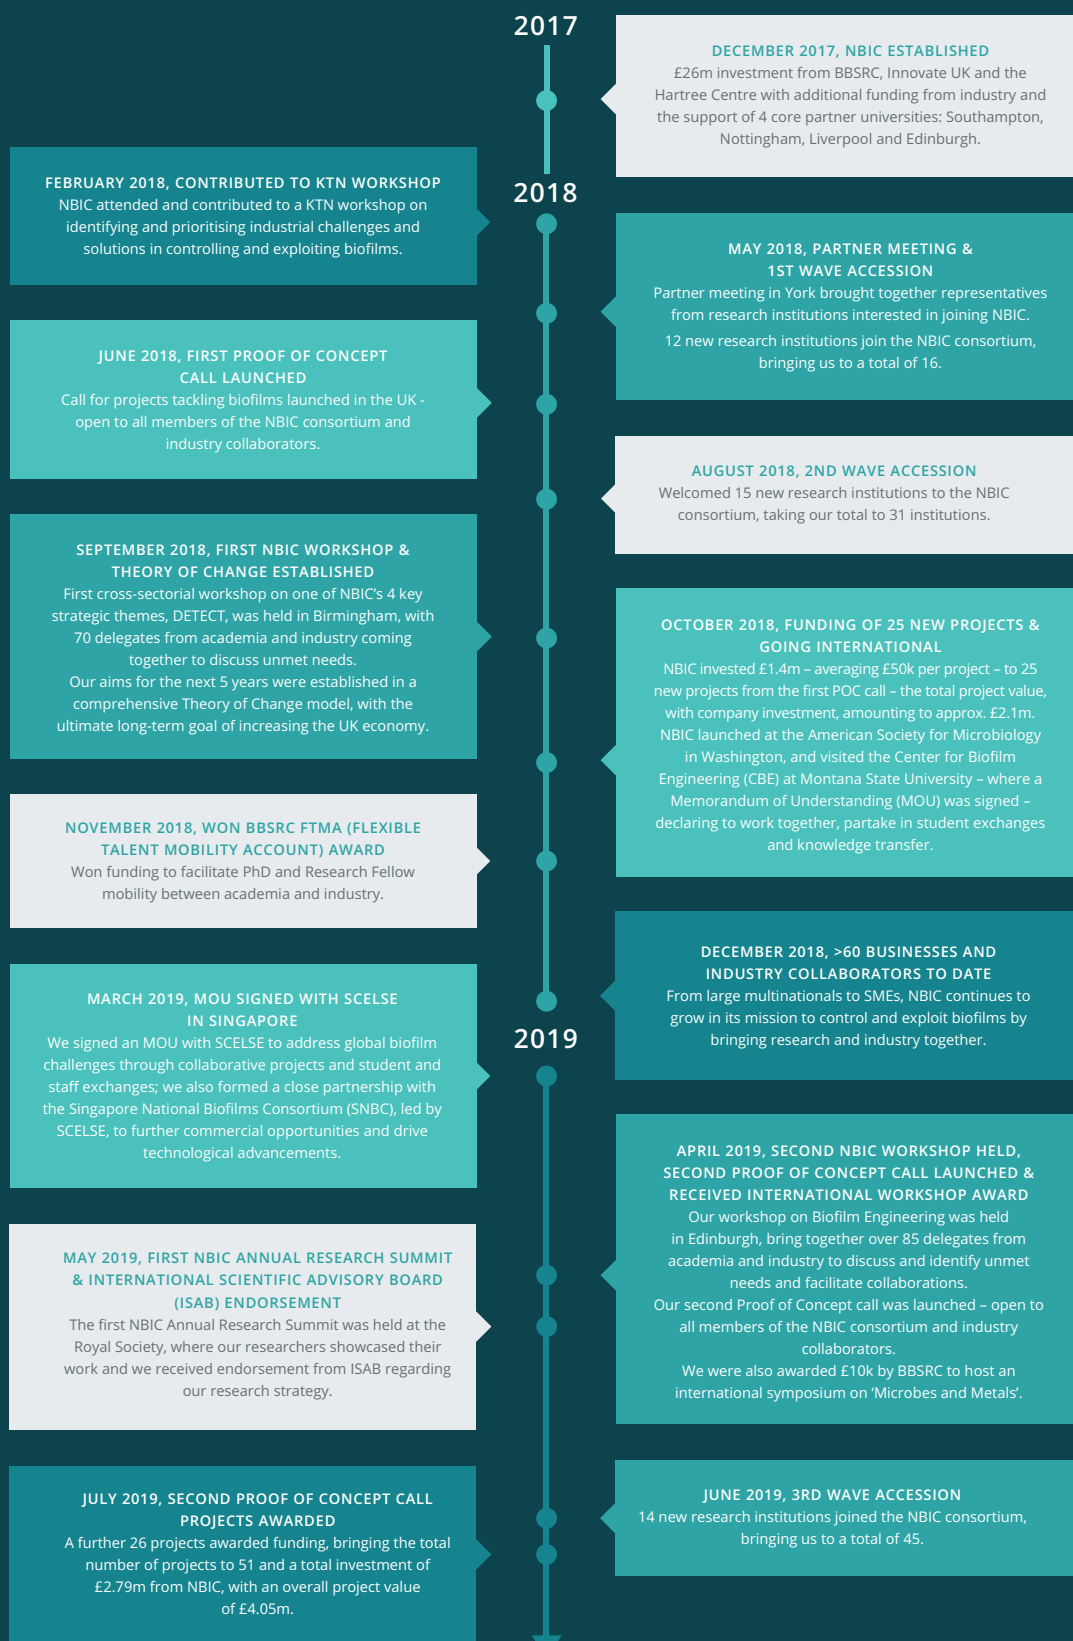 2017
DECEMBER 2017, NBIC ESTABLISHED
£26m investment from BBSRC, Innovate UK and the
Hartree Centre with additional funding from industry and
the support of 4 core partner universities: Southampton,
Nottingham, Liverpool and Edinburgh.
2018
FEBRUARY 2018, CONTRIBUTED TO KTN WORKSHOP
NBIC attended and contributed to a KTN workshop on
identifying and prioritising industrial challenges and
solutions in controlling and exploiting biofilms.
MAY 2018, PARTNER MEETING &
1ST WAVE ACCESSION
Partner meeting in York brought together representatives
from research institutions interested in joining NBIC.
12 new research institutions join the NBIC consortium,
bringing us to a total of 16.
JUNE 2018, FIRST PROOF OF CONCEPT
CALL LAUNCHED
Call for projects tackling biofilms launched in the UK -
open to all members of the NBIC consortium and
industry collaborators.
AUGUST 2018, 2ND WAVE ACCESSION
Welcomed 15 new research institutions to the NBIC
consortium, taking our total to 31 institutions.
SEPTEMBER 2018, FIRST NBIC WORKSHOP &
THEORY OF CHANGE ESTABLISHED
First cross-sectorial workshop on one of NBIC's 4 key
strategic themes, DETECT, was held in Birmingham, with
70 delegates from academia and industry coming
together to discuss unmet needs.
Our aims for the next 5 years were established in a
comprehensive Theory of Change model, with the
ultimate long-term goal of increasing the UK economy.
OCTOBER 2018, FUNDING OF 25 NEW PROJECTS &
GOING INTERNATIONAL
NBIC invested £1.4m – averaging £50k per project – to 25
new projects from the first POC call – the total project value,
with company investment, amounting to approx. £2.1m.
NBIC launched at the American Society for Microbiology
in Washington, and visited the Center for Biofilm
Engineering (CBE) at Montana State University – where a
Memorandum of Understanding (MOU) was signed –
declaring to work together, partake in student exchanges
and knowledge transfer.
NOVEMBER 2018, WON BBSRC FTMA (FLEXIBLE
TALENT MOBILITY ACCOUNT) AWARD
Won funding to facilitate PhD and Research Fellow
mobility between academia and industry.
DECEMBER 2018, >60 BUSINESSES AND
INDUSTRY COLLABORATORS TO DATE
From large multinationals to SMEs, NBIC continues to
grow in its mission to control and exploit biofilms by
bringing research and industry together.
2019
MARCH 2019, MOU SIGNED WITH SCELSE
IN SINGAPORE
We signed an MOU with SCELSE to address global biofilm
challenges through collaborative projects and student and
staff exchanges; we also formed a close partnership with
the Singapore National Biofilms Consortium (SNBC), led by
SCELSE, to further commercial opportunities and drive
technological advancements.
APRIL 2019, SECOND NBIC WORKSHOP HELD,
SECOND PROOF OF CONCEPT CALL LAUNCHED &
RECEIVED INTERNATIONAL WORKSHOP AWARD
Our workshop on Biofilm Engineering was held
in Edinburgh, bring together over 85 delegates from
academia and industry to discuss and identify unmet
needs and facilitate collaborations.
Our second Proof of Concept call was launched – open to
all members of the NBIC consortium and industry
collaborators.
We were also awarded £10k by BBSRC to host an
international symposium on 'Microbes and Metals'.
MAY 2019, FIRST NBIC ANNUAL RESEARCH SUMMIT
& INTERNATIONAL SCIENTIFIC ADVISORY BOARD
(ISAB) ENDORSEMENT
The first NBIC Annual Research Summit was held at the
Royal Society, where our researchers showcased their
work and we received endorsement from ISAB regarding
our research strategy.
JUNE 2019, 3RD WAVE ACCESSION
14 new research institutions joined the NBIC consortium,
bringing us to a total of 45.
JULY 2019, SECOND PROOF OF CONCEPT CALL
PROJECTS AWARDED
A further 26 projects awarded funding, bringing the total
number of projects to 51 and a total investment of
£2.79m from NBIC, with an overall project value
of £4.05m.